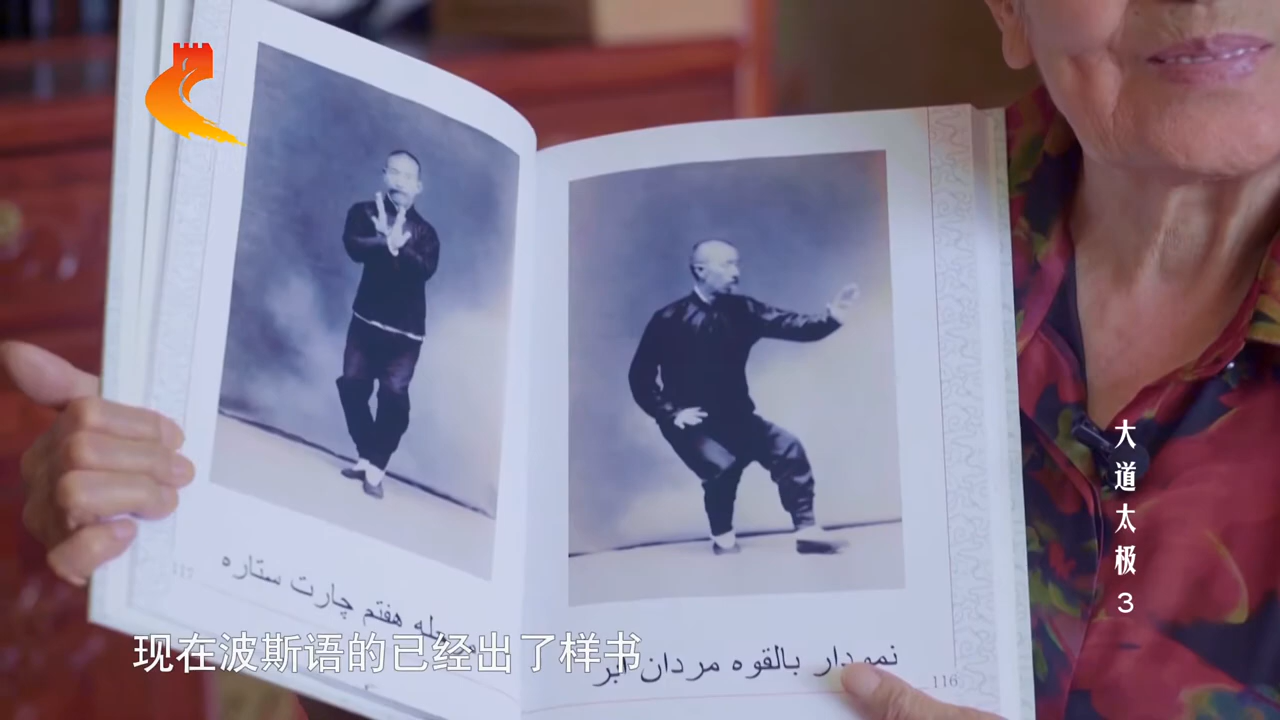 大道太极3
نمودار بالقوه مردان ابر
116
هفتم چارت ستاره
117
现在波斯语的已经出了样书